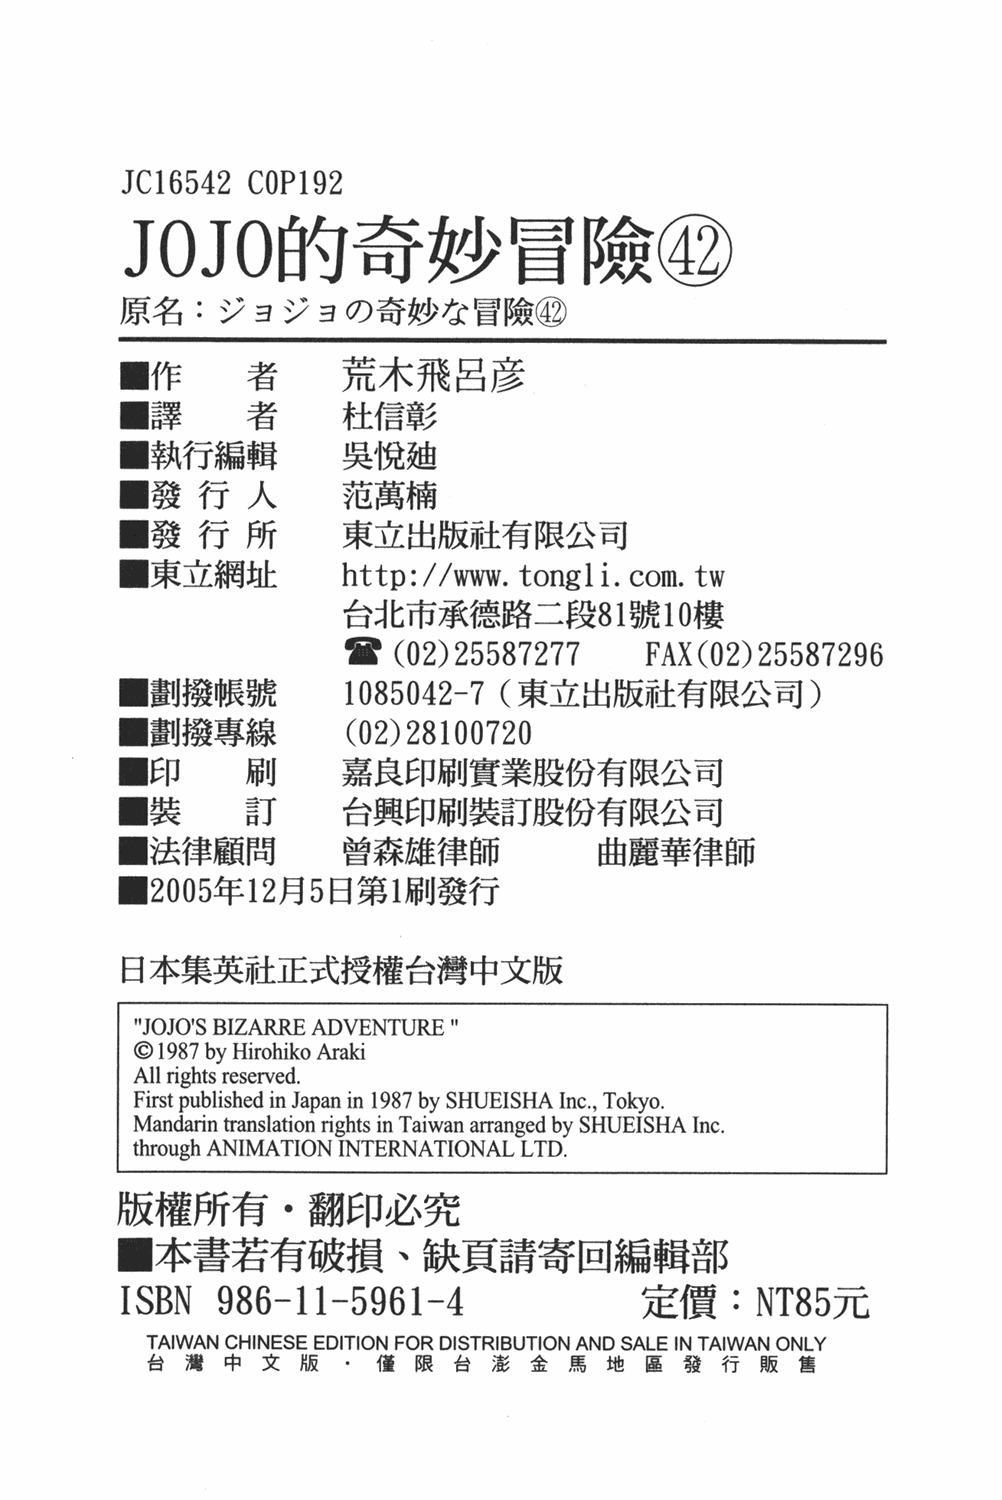 JC16542 COP192
JOJO的奇妙冒險㊷
原名：ジョジョの奇妙な冒險㊷
■作　　者　　荒木飛呂彦
■譯　　者　　杜信彰
■執行編輯　　吳悅廸
■發 行 人　　范萬楠
■發 行 所　　東立出版社有限公司
■東立網址　　http://www.tongli.com.tw
台北市承德路二段81號10樓
☎(02)25587277　　FAX(02)25587296
■劃撥帳號　　1085042-7（東立出版社有限公司）
■劃撥專線　　(02)28100720
■印　　刷　　嘉良印刷實業股份有限公司
■裝　　訂　　台興印刷裝訂股份有限公司
■法律顧問　　曾森雄律師　　　曲麗華律師
■2005年12月5日第1刷發行
日本集英社正式授權台灣中文版
"JOJO'S BIZARRE ADVENTURE "
©1987 by Hirohiko Araki
All rights reserved.
First published in Japan in 1987 by SHUEISHA Inc., Tokyo.
Mandarin translation rights in Taiwan arranged by SHUEISHA Inc.
through ANIMATION INTERNATIONAL LTD.
版權所有・翻印必究
■本書若有破損、缺頁請寄回編輯部
ISBN 986-11-5961-4　　　定價：NT85元
TAIWAN CHINESE EDITION FOR DISTRIBUTION AND SALE IN TAIWAN ONLY
台灣中文版・僅限台澎金馬地區發行販售